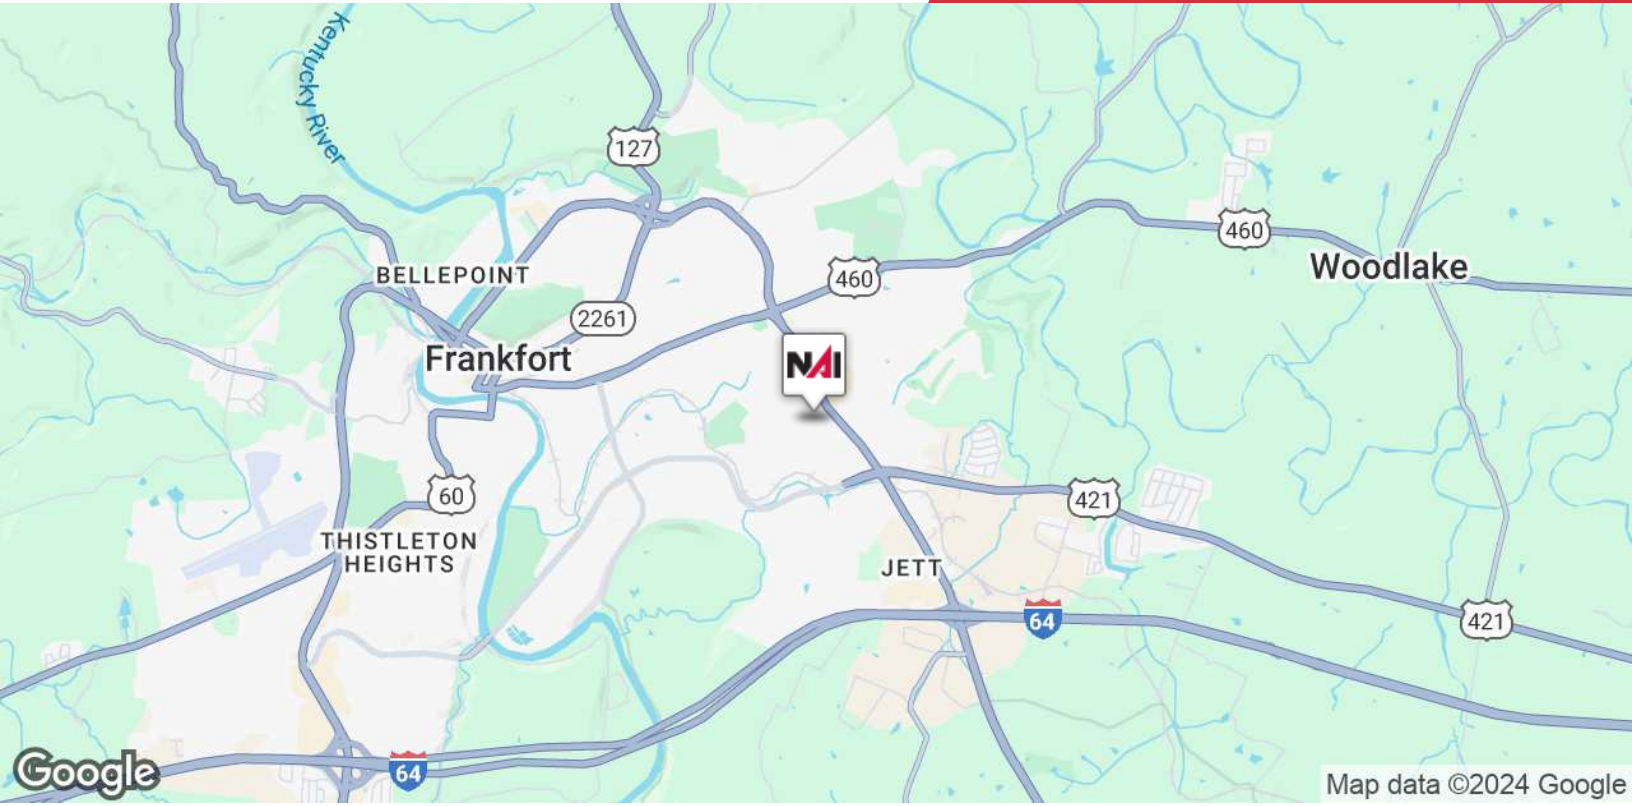 Kentucky River
127
460
Woodlake
BELLEPOINT
460
2261
Frankfort
NAI
60
421
THISTLETON
HEIGHTS
JETT
64
421
64
Google
Map data ©2024 Google